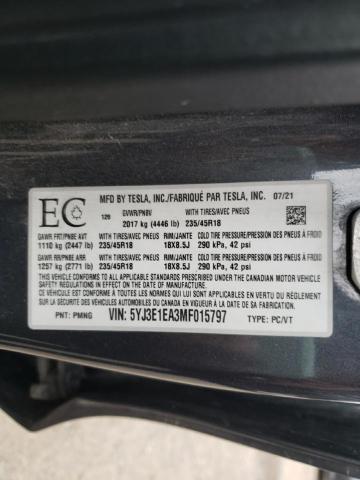 MFD BY TESLA, INC./FABRIQUÉ PAR TESLA, INC. 07/21
EC 126 GVWR/PNBV WITH TIRES/AVEC PNEUS
2017 kg (4446 lb) 235/45R18
GAWR FRT/PNBE AVT WITH TIRES/AVEC PNEUS RIM/JANTE COLD TIRE PRESSURE/PRESSION DES PNEUS À FROID
1110 kg (2447 lb) 235/45R18 18X8.5J 290 kPa, 42 psi
GAWR RR/PNBE ARR WITH TIRES/AVEC PNEUS RIM/JANTE COLD TIRE PRESSURE/PRESSION DES PNEUS À FROID
1257 kg (2771 lb) 235/45R18 18X8.5J 290 kPa, 42 psi
THIS VEHICLE CONFORMS TO ALL APPLICABLE STANDARDS PRESCRIBED UNDER THE CANADIAN MOTOR VEHICLE
SAFETY REGULATIONS IN EFFECT ON THE DATE OF MANUFACTURE
CE VÉHICULE EST CONFORME À TOUTES LES NORMES QUI LUI SONT APPLICABLES EN VERTU DU RÈGLEMENT SUR
LA SÉCURITÉ DES VÉHICULES AUTOMOBILES DU CANADA EN VIGUEUR À LA DATE DE SA FABRICATION
PNT: PMNG VIN: 5YJ3E1EA3MF015797 TYPE: PC/VT